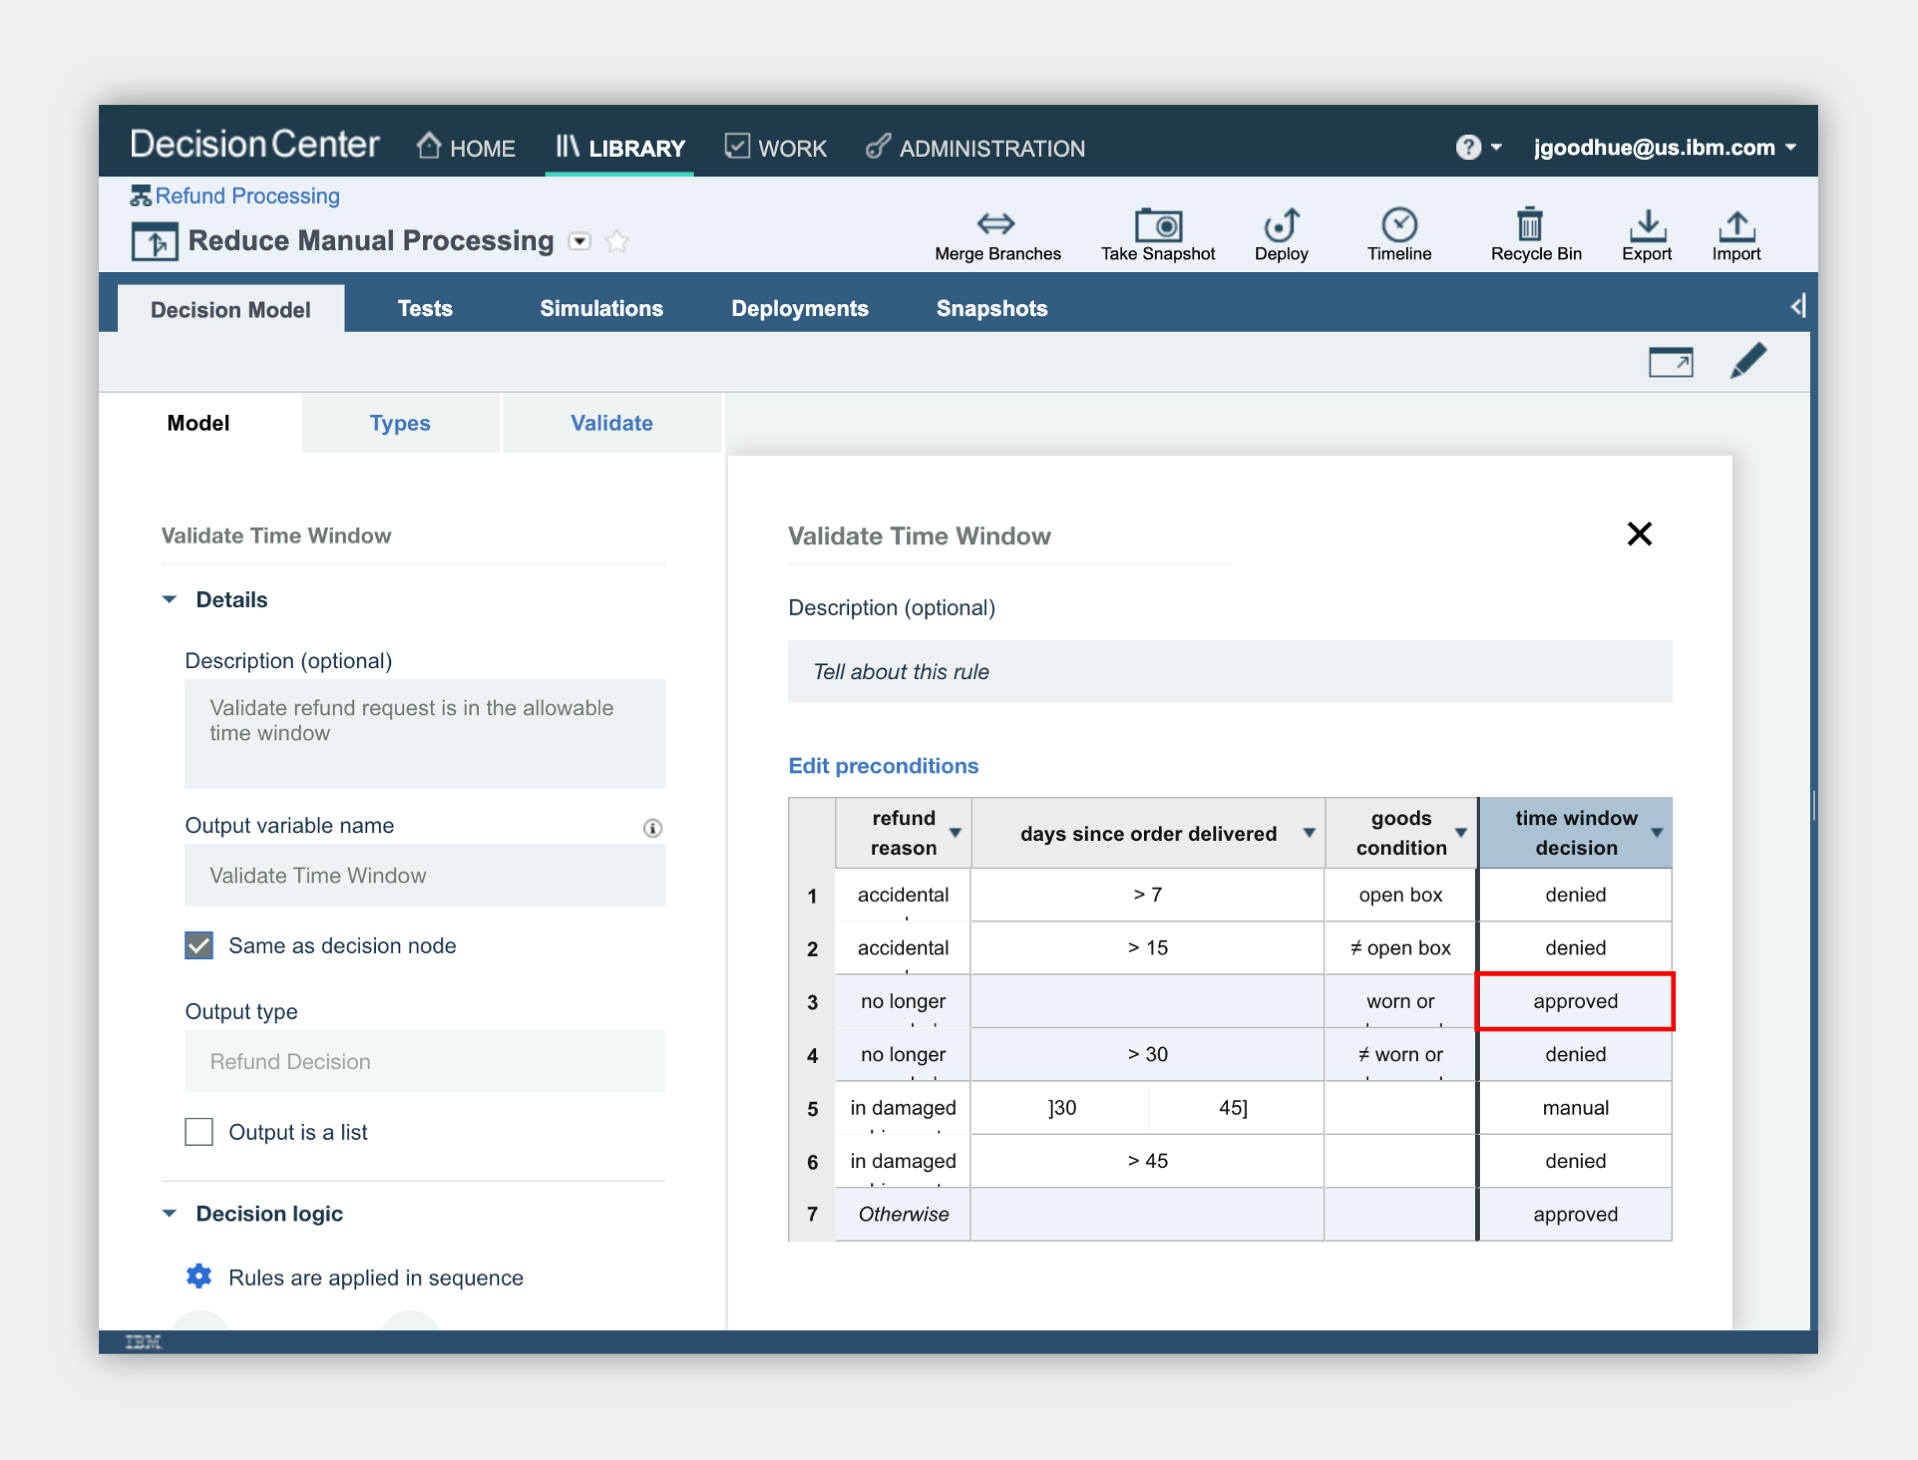 DecisionCenter HOME LIBRARY WORK ADMINISTRATION ? jgoodhue@us.ibm.com
Refund Processing
Reduce Manual Processing
Merge Branches Take Snapshot Deploy Timeline Recycle Bin Export Import
Decision Model Tests Simulations Deployments Snapshots
Model Types Validate
Validate Time Window
Details
Description (optional)
Validate refund request is in the allowable
time window
Output variable name
Validate Time Window
Same as decision node
Output type
Refund Decision
Output is a list
Decision logic
Rules are applied in sequence
Validate Time Window
Description (optional)
Tell about this rule
Edit preconditions
refund reason days since order delivered goods condition time window decision
1 accidental > 7 open box denied
2 accidental > 15 ≠ open box denied
3 no longer worn or approved
4 no longer > 30 ≠ worn or denied
5 in damaged ]30 45] manual
6 in damaged > 45 denied
7 Otherwise approved
IBM